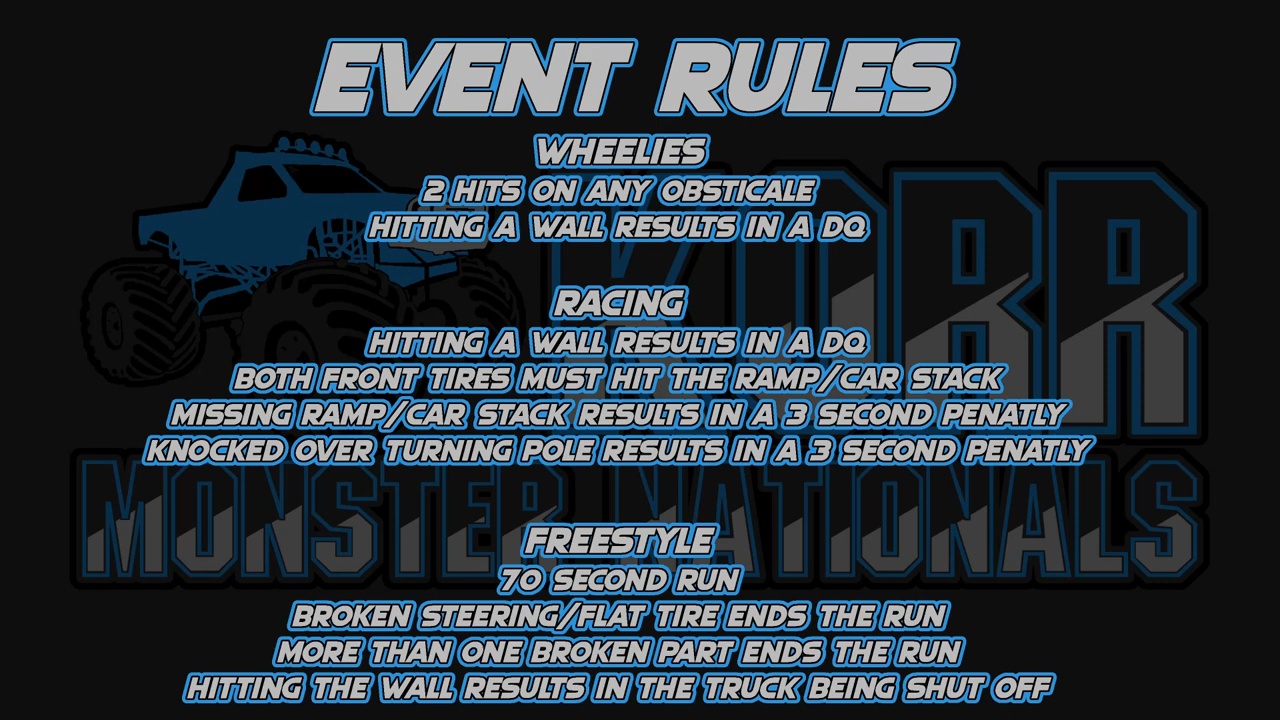 EVENT RULES
WHEELIES
2 HITS ON ANY OBSTICALE
HITTING A WALL RESULTS IN A DQ
RACING
HITTING A WALL RESULTS IN A DQ
BOTH FRONT TIRES MUST HIT THE RAMP/CAR STACK
MISSING RAMP/CAR STACK RESULTS IN A 3 SECOND PENATLY
KNOCKED OVER TURNING POLE RESULTS IN A 3 SECOND PENATLY
MONSTER NATIONALS
FREESTYLE
70 SECOND RUN
BROKEN STEERING/FLAT TIRE ENDS THE RUN
MORE THAN ONE BROKEN PART ENDS THE RUN
HITTING THE WALL RESULTS IN THE TRUCK BEING SHUT OFF